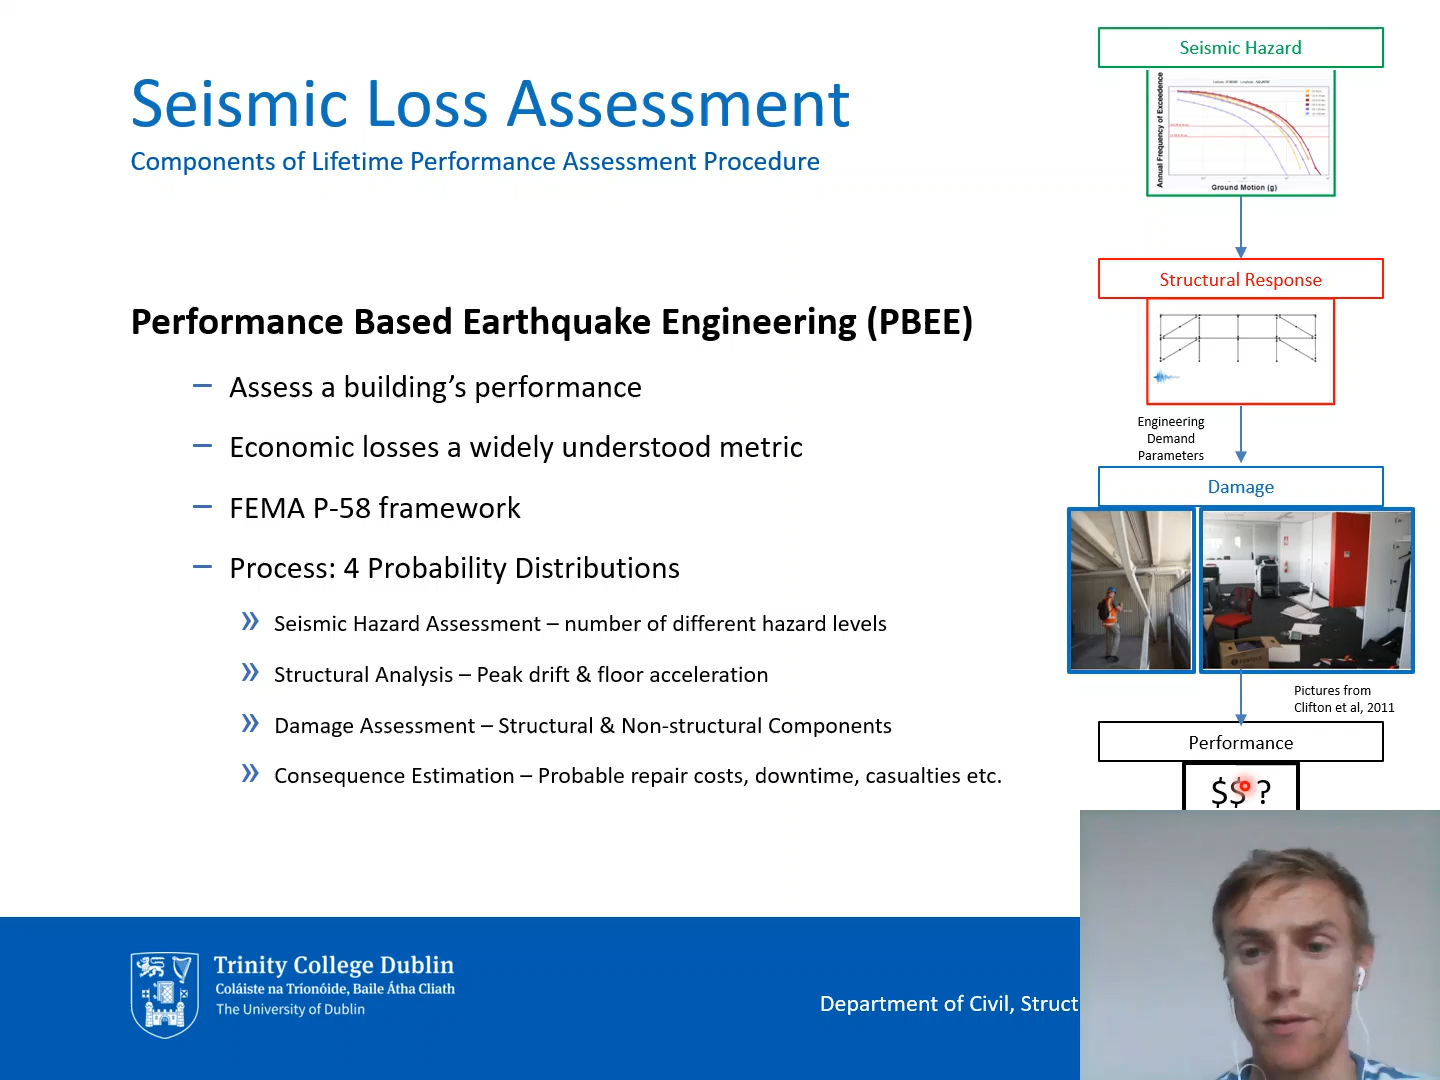 Seismic Loss Assessment
Components of Lifetime Performance Assessment Procedure
Performance Based Earthquake Engineering (PBEE)
– Assess a building’s performance
– Economic losses a widely understood metric
– FEMA P-58 framework
– Process: 4 Probability Distributions
» Seismic Hazard Assessment – number of different hazard levels
» Structural Analysis – Peak drift & floor acceleration
» Damage Assessment – Structural & Non-structural Components
» Consequence Estimation – Probable repair costs, downtime, casualties etc.
Seismic Hazard
Annual Frequency of Exceedence
Ground Motion (g)
Structural Response
Engineering
Demand
Parameters
Damage
Pictures from
Clifton et al, 2011
Performance
$$ ?
Trinity College Dublin
Coláiste na Tríonóide, Baile Átha Cliath
The University of Dublin
Department of Civil, Struct